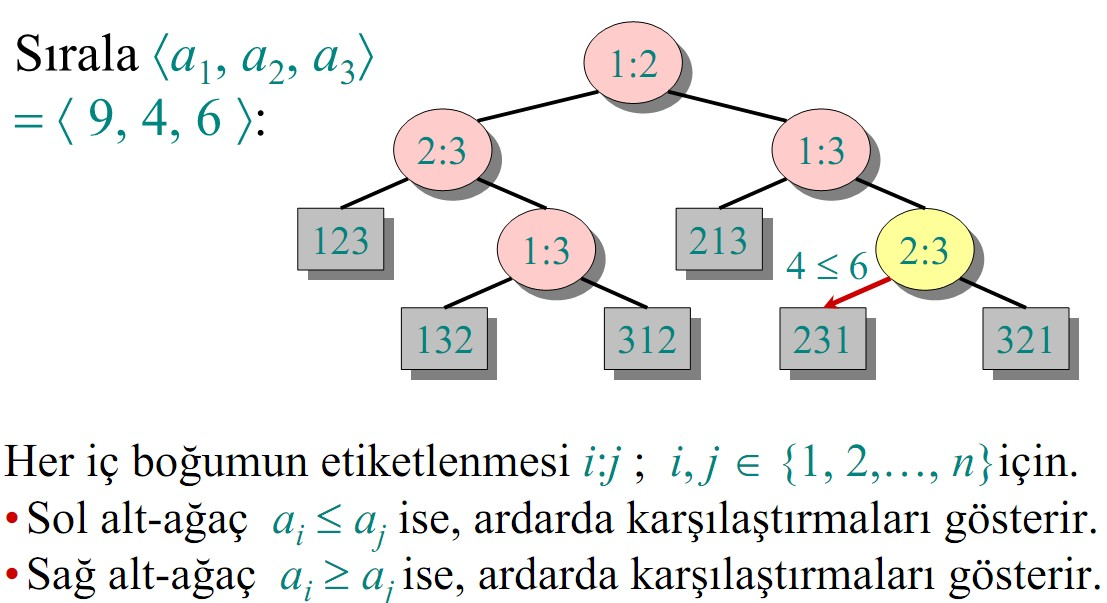 Sırala ⟨a₁, a₂, a₃⟩
= ⟨ 9, 4, 6 ⟩:
1:2
2:3
1:3
123
1:3
213
4 ≤ 6
2:3
132
312
231
321
Her iç boğumun etiketlenmesi i:j ; i, j ∈ {1, 2,…, n}için.
• Sol alt-ağaç aᵢ ≤ aⱼ ise, ardarda karşılaştırmaları gösterir.
• Sağ alt-ağaç aᵢ ≥ aⱼ ise, ardarda karşılaştırmaları gösterir.